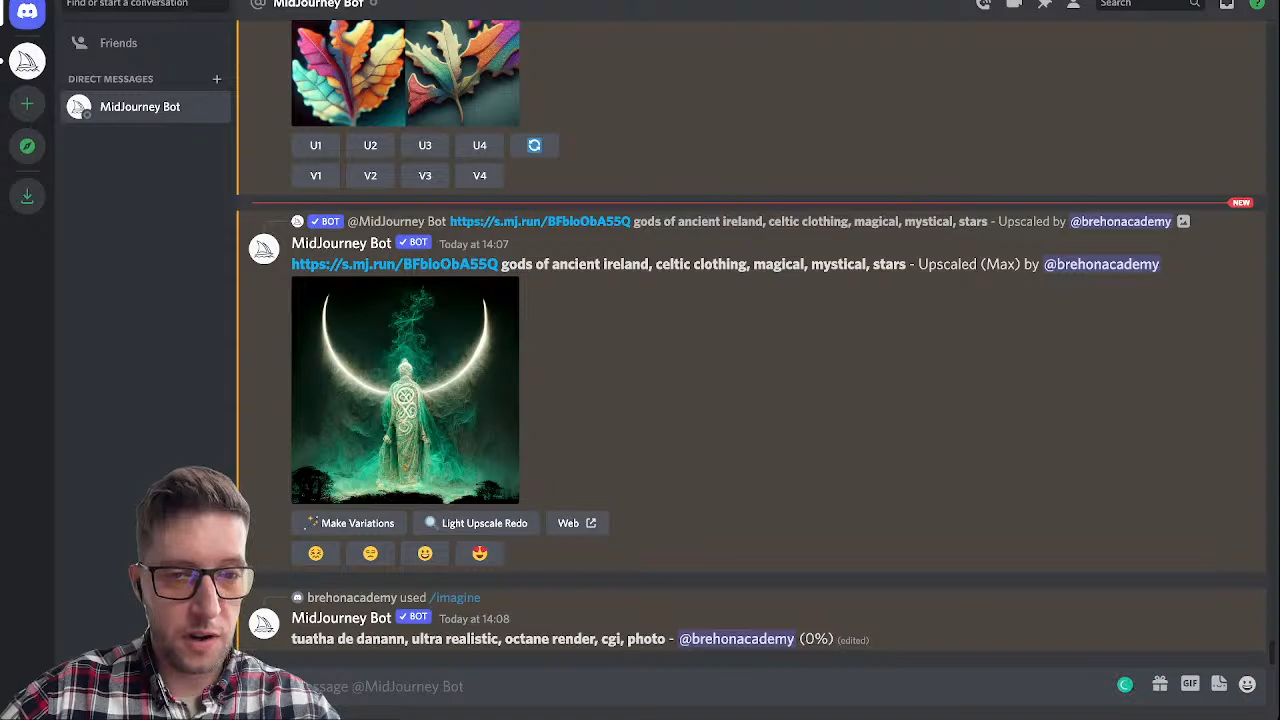 Find or start a conversation
MidJourney Bot
Search
Friends
DIRECT MESSAGES
MidJourney Bot
U1 U2 U3 U4
V1 V2 V3 V4
NEW
BOT @MidJourney Bot https://s.mj.run/BFbloObA55Q gods of ancient ireland, celtic clothing, magical, mystical, stars - Upscaled by @brehonacademy
MidJourney Bot BOT Today at 14:07
https://s.mj.run/BFbloObA55Q gods of ancient ireland, celtic clothing, magical, mystical, stars - Upscaled (Max) by @brehonacademy
Make Variations Light Upscale Redo Web
brehonacademy used /imagine
MidJourney Bot BOT Today at 14:08
tuatha de danann, ultra realistic, octane render, cgi, photo - @brehonacademy (0%) (edited)
essage @MidJourney Bot
GIF